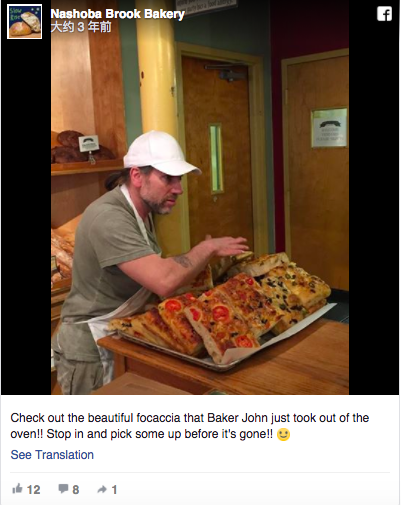 Nashoba Brook Bakery
大约 3 年前
Check out the beautiful focaccia that Baker John just took out of the
oven!! Stop in and pick some up before it's gone!! 😉
See Translation
12 8 1